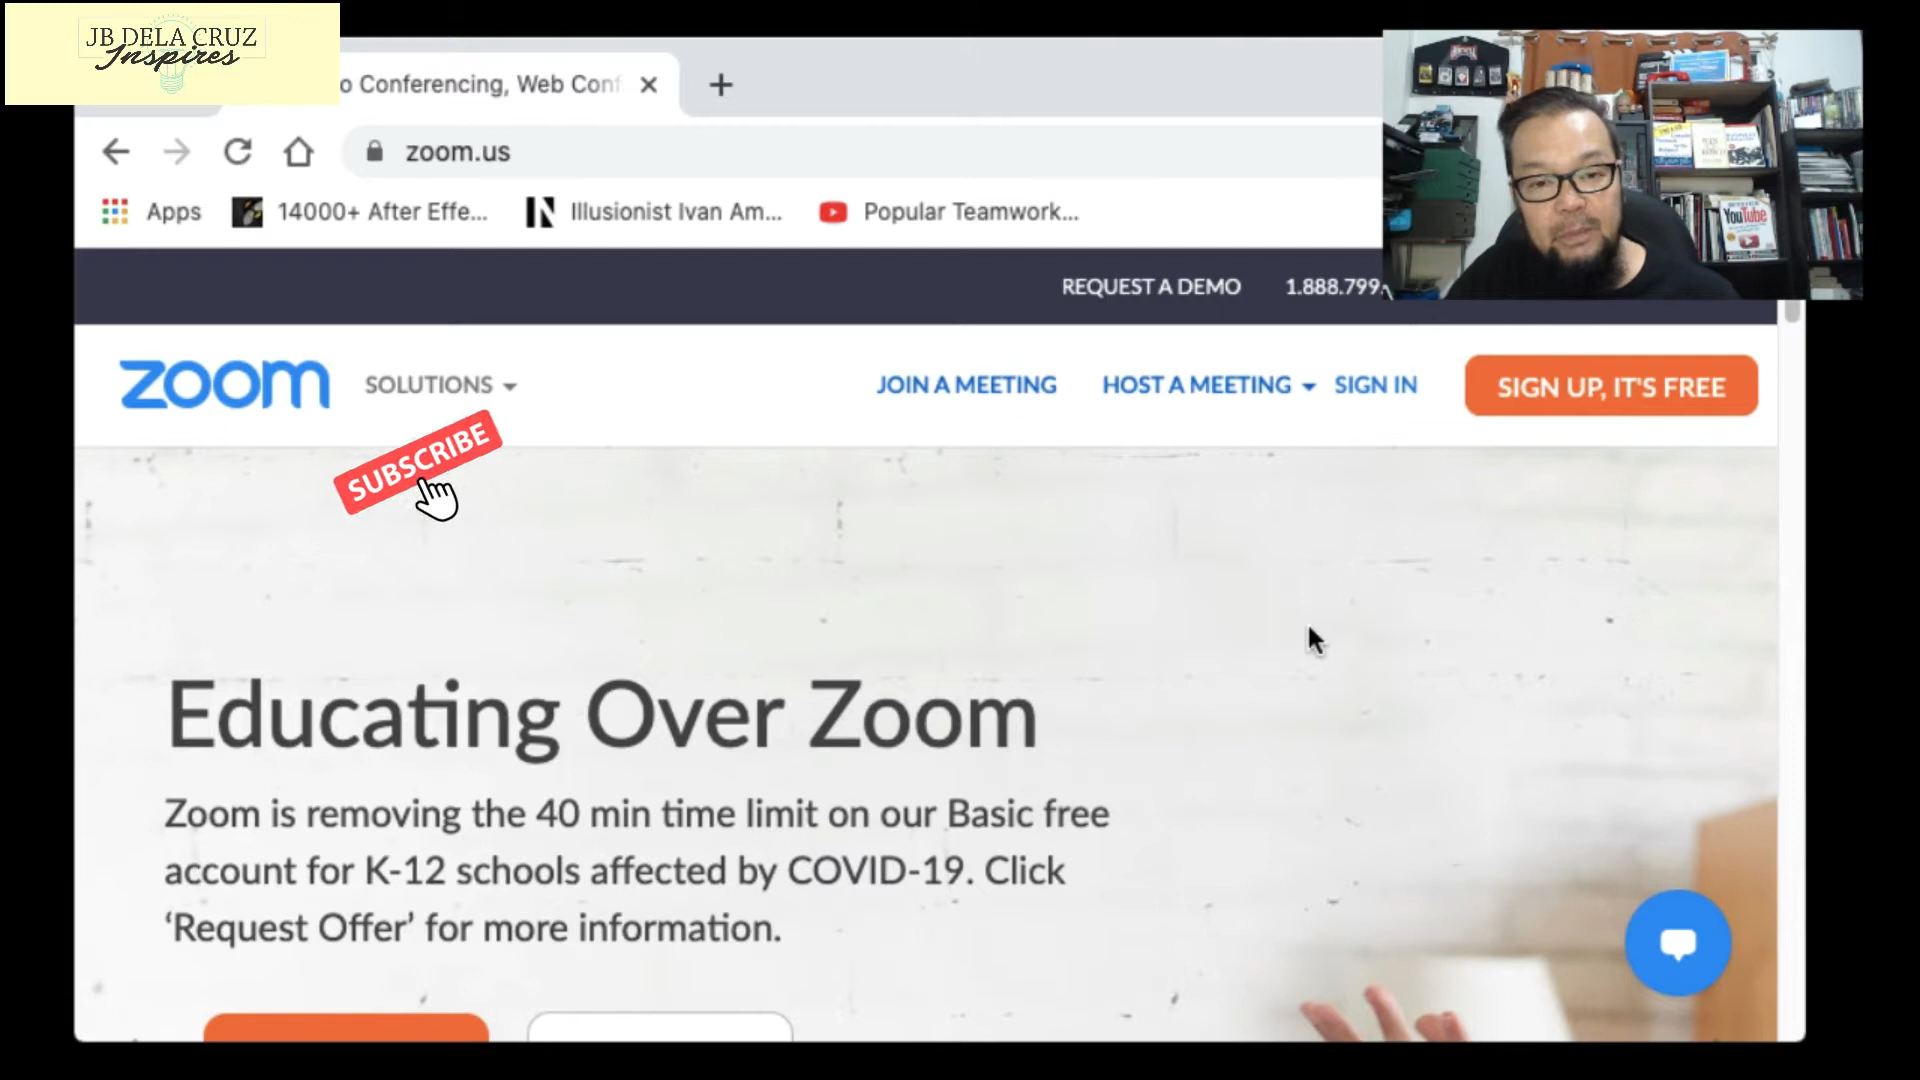 JB DELA CRUZ
Inspires
o Conferencing, Web Conf
zoom.us
Apps
14000+ After Effe...
Illusionist Ivan Am...
Popular Teamwork...
YouTube
REQUEST A DEMO
1.888.799.
zoom
SOLUTIONS
JOIN A MEETING
HOST A MEETING
SIGN IN
SIGN UP, IT'S FREE
SUBSCRIBE
Educating Over Zoom
Zoom is removing the 40 min time limit on our Basic free
account for K-12 schools affected by COVID-19. Click
‘Request Offer’ for more information.